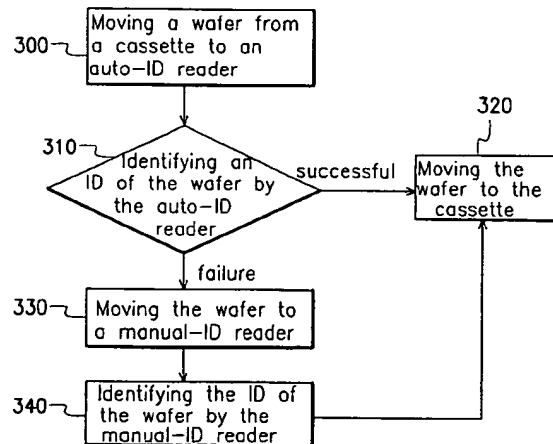 300
Moving a wafer from
a cassette to an
auto-ID reader
310
Identifying an
ID of the wafer by
the auto-ID
reader
successful
320
Moving the
wafer to the
cassette
failure
330
Moving the wafer to
a manual-ID reader
340
Identifying the ID of
the wafer by the
manual-ID reader